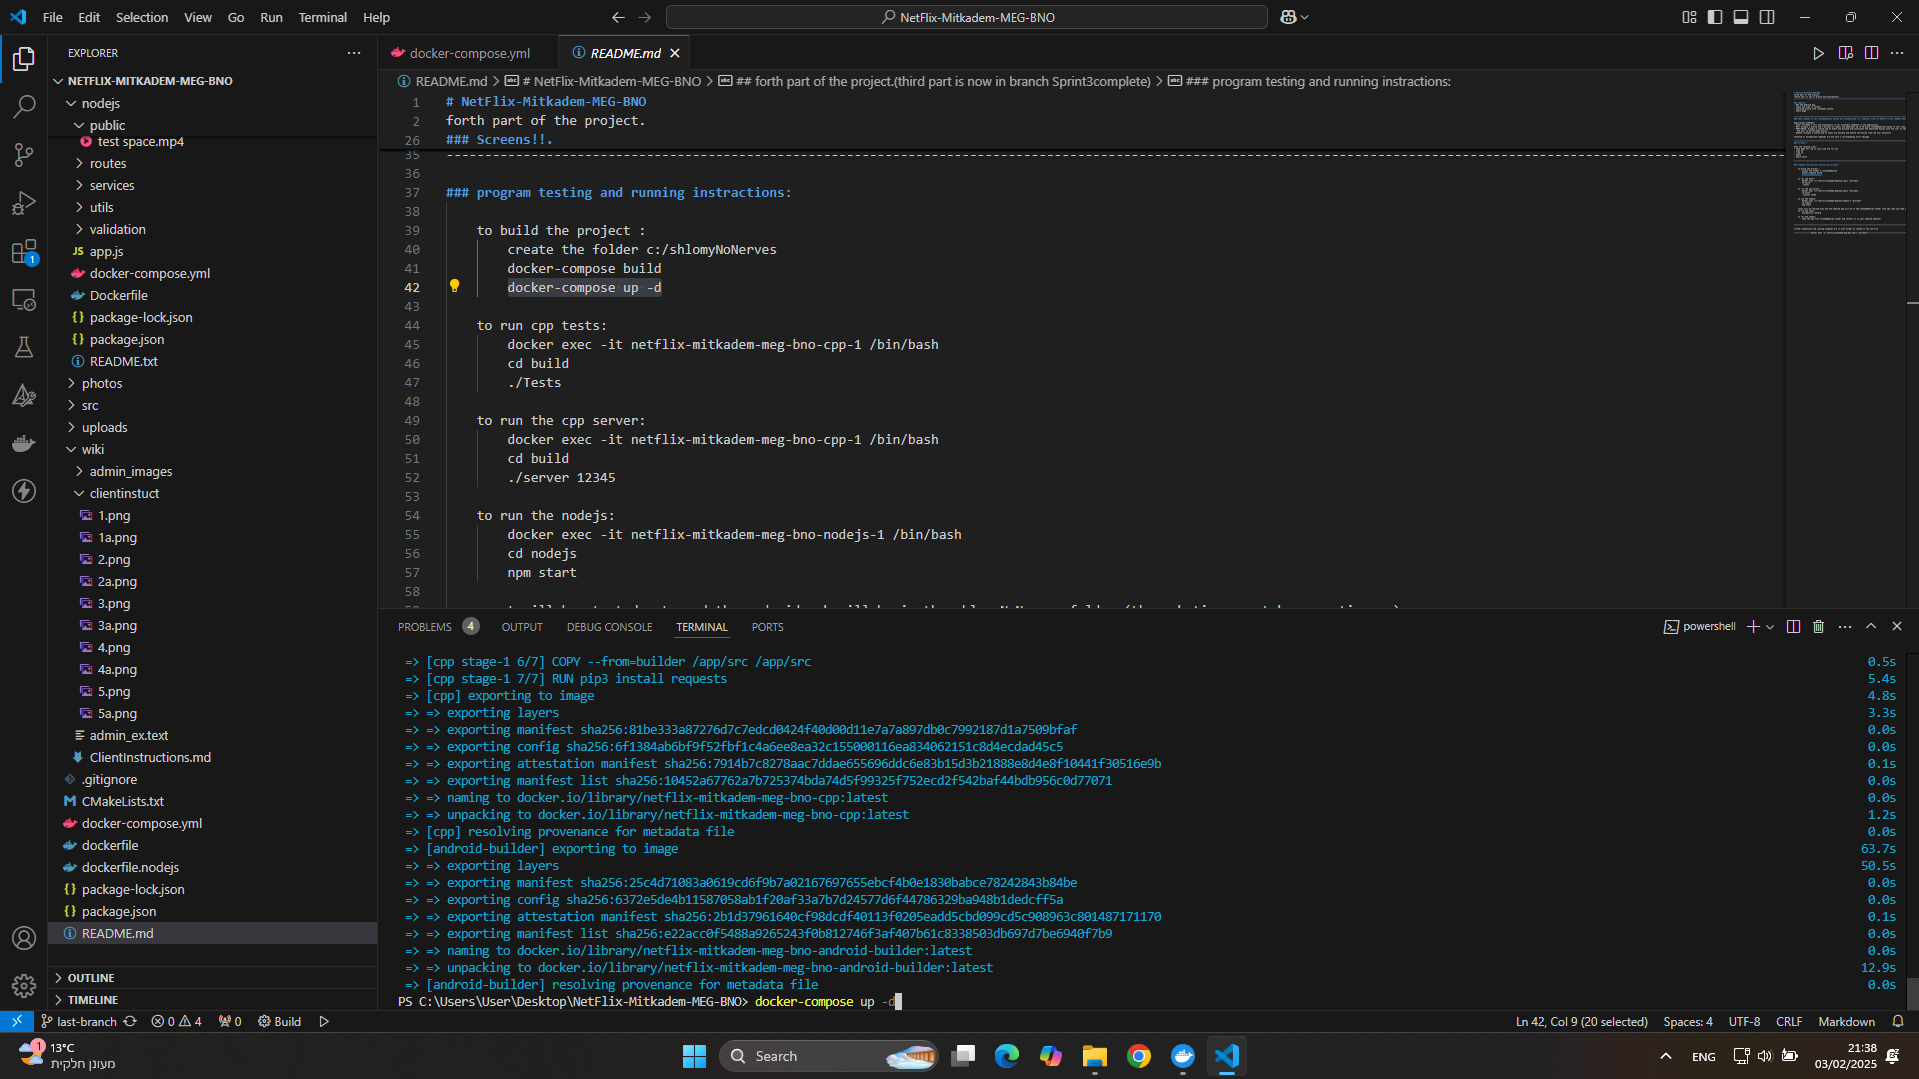 File Edit Selection View Go Run Terminal Help
NetFlix-Mitkadem-MEG-BNO
EXPLORER
NETFLIX-MITKADEM-MEG-BNO
nodejs
public
test space.mp4
routes
services
utils
validation
JS app.js
docker-compose.yml
Dockerfile
{} package-lock.json
{} package.json
README.txt
photos
src
uploads
wiki
admin_images
clientinstuct
1.png
1a.png
2.png
2a.png
3.png
3a.png
4.png
4a.png
5.png
5a.png
admin_ex.text
ClientInstructions.md
.gitignore
M CMakeLists.txt
docker-compose.yml
dockerfile
dockerfile.nodejs
{} package-lock.json
{} package.json
README.md
OUTLINE
TIMELINE
1
docker-compose.yml README.md
README.md > # NetFlix-Mitkadem-MEG-BNO > ## forth part of the project.(third part is now in branch Sprint3complete) > ### program testing and running instractions:
1 # NetFlix-Mitkadem-MEG-BNO
2 forth part of the project.
26 ### Screens!!.
35 ----------------------------------------------------------------------------------------------------------------------------------------------------------------------------------
36
37 ### program testing and running instractions:
38
39 to build the project :
40 create the folder c:/shlomyNoNerves
41 docker-compose build
42 docker-compose up -d
43
44 to run cpp tests:
45 docker exec -it netflix-mitkadem-meg-bno-cpp-1 /bin/bash
46 cd build
47 ./Tests
48
49 to run the cpp server:
50 docker exec -it netflix-mitkadem-meg-bno-cpp-1 /bin/bash
51 cd build
52 ./server 12345
53
54 to run the nodejs:
55 docker exec -it netflix-mitkadem-meg-bno-nodejs-1 /bin/bash
56 cd nodejs
57 npm start
58
PROBLEMS 4 OUTPUT DEBUG CONSOLE TERMINAL PORTS
powershell
=> [cpp stage-1 6/7] COPY --from=builder /app/src /app/src 0.5s
=> [cpp stage-1 7/7] RUN pip3 install requests 5.4s
=> [cpp] exporting to image 4.8s
=> => exporting layers 3.3s
=> => exporting manifest sha256:81be333a87276d7c7edcd0424f40d00d11e7a7a897db0c7992187d1a7509bfaf 0.0s
=> => exporting config sha256:6f1384ab6bf9f52fbf1c4a6ee8ea32c155000116ea834062151c8d4ecdad45c5 0.0s
=> => exporting attestation manifest sha256:7914b7c8278aac7ddae655696ddc6e83b15d3b21888e8d4e8f10441f30516e9b 0.1s
=> => exporting manifest list sha256:10452a67762a7b725374bda74d5f99325f752ecd2f542baf44bdb956c0d77071 0.0s
=> => naming to docker.io/library/netflix-mitkadem-meg-bno-cpp:latest 0.0s
=> => unpacking to docker.io/library/netflix-mitkadem-meg-bno-cpp:latest 1.2s
=> [cpp] resolving provenance for metadata file 0.0s
=> [android-builder] exporting to image 63.7s
=> => exporting layers 50.5s
=> => exporting manifest sha256:25c4d71083a0619cd6f9b7a02167697655ebcf4b0e1830babce78242843b84be 0.0s
=> => exporting config sha256:6372e5de4b11587058ab1f20af33a7b7d24577d6f44786329ba948b1dedcff5a 0.0s
=> => exporting attestation manifest sha256:2b1d37961640cf98dcdf40113f0205eadd5cbd099cd5c908963c801487171170 0.1s
=> => exporting manifest list sha256:e22acc0f5488a9265243f0b812746f3af407b61c8338503db697d7be6940f7b9 0.0s
=> => naming to docker.io/library/netflix-mitkadem-meg-bno-android-builder:latest 0.0s
=> => unpacking to docker.io/library/netflix-mitkadem-meg-bno-android-builder:latest 12.9s
=> [android-builder] resolving provenance for metadata file 0.0s
PS C:\Users\User\Desktop\NetFlix-Mitkadem-MEG-BNO> docker-compose up -d
last-branch 0 4 0 Build Ln 42, Col 9 (20 selected) Spaces: 4 UTF-8 CRLF Markdown
1 13°C
מעונן חלקית
Search
ENG
21:38
03/02/2025